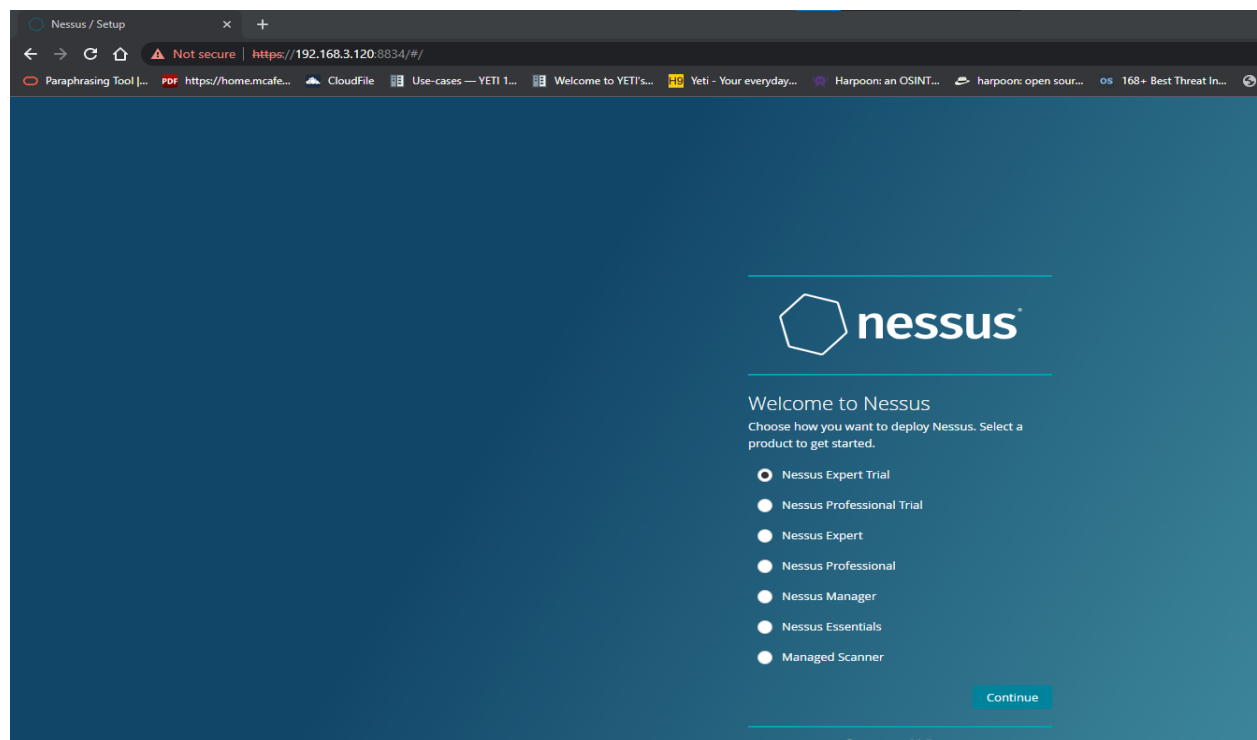 Nessus / Setup
Not secure | https://192.168.3.120:8834/#/
Paraphrasing Tool |... PDF https://home.mcafe... CloudFile Use-cases — YETI 1... Welcome to YETI's... H9 Yeti - Your everyday... Harpoon: an OSINT... harpoon: open sour... OS 168+ Best Threat In...
nessus
Welcome to Nessus
Choose how you want to deploy Nessus. Select a
product to get started.
Nessus Expert Trial
Nessus Professional Trial
Nessus Expert
Nessus Professional
Nessus Manager
Nessus Essentials
Managed Scanner
Continue